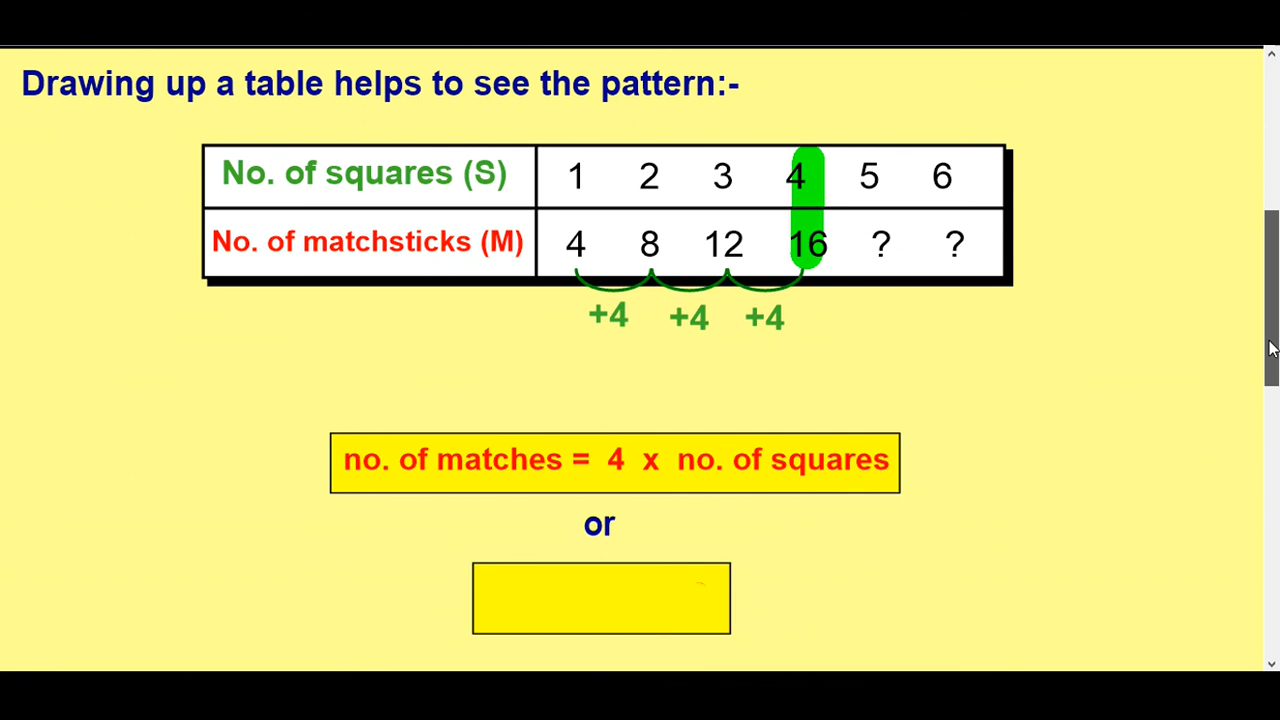 Drawing up a table helps to see the pattern:-
No. of squares (S) 1 2 3 4 5 6
No. of matchsticks (M) 4 8 12 16 ? ?
+4 +4 +4
no. of matches = 4 x no. of squares
or